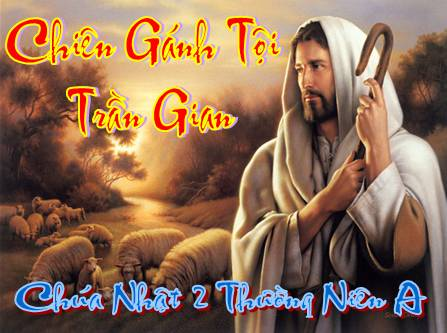 Chiên Gánh Tội
Trần Gian
Chúa Nhật 2 Thường Niên A